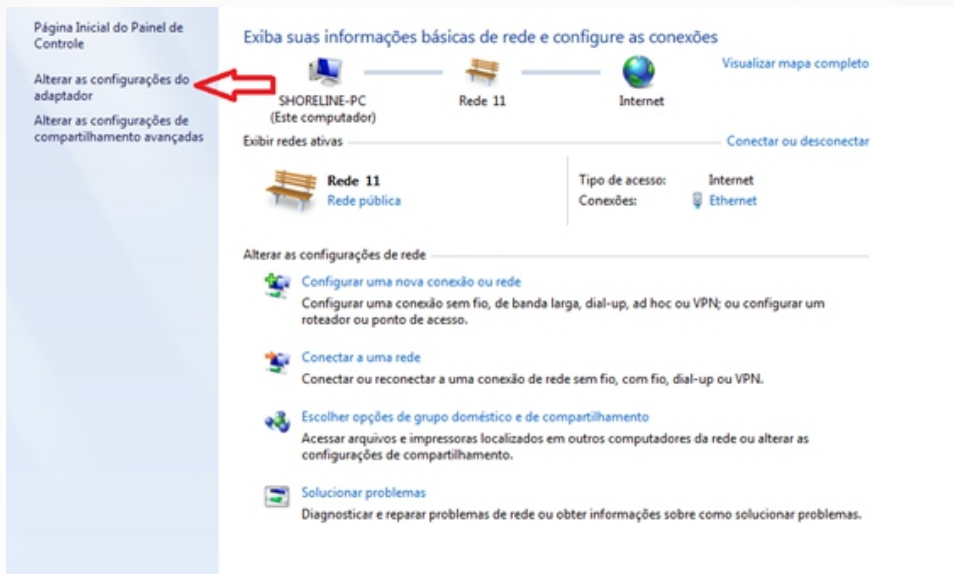 Página Inicial do Painel de
Controle
Alterar as configurações do
adaptador
Alterar as configurações de
compartilhamento avançadas
Exiba suas informações básicas de rede e configure as conexões
Visualizar mapa completo
SHORELINE-PC
(Este computador)
Rede 11
Internet
Exibir redes ativas
Conectar ou desconectar
Rede 11
Rede pública
Tipo de acesso: Internet
Conexões: Ethernet
Alterar as configurações de rede
Configurar uma nova conexão ou rede
Configurar uma conexão sem fio, de banda larga, dial-up, ad hoc ou VPN; ou configurar um
roteador ou ponto de acesso.
Conectar a uma rede
Conectar ou reconectar a uma conexão de rede sem fio, com fio, dial-up ou VPN.
Escolher opções de grupo doméstico e de compartilhamento
Acessar arquivos e impressoras localizados em outros computadores da rede ou alterar as
configurações de compartilhamento.
Solucionar problemas
Diagnosticar e reparar problemas de rede ou obter informações sobre como solucionar problemas.